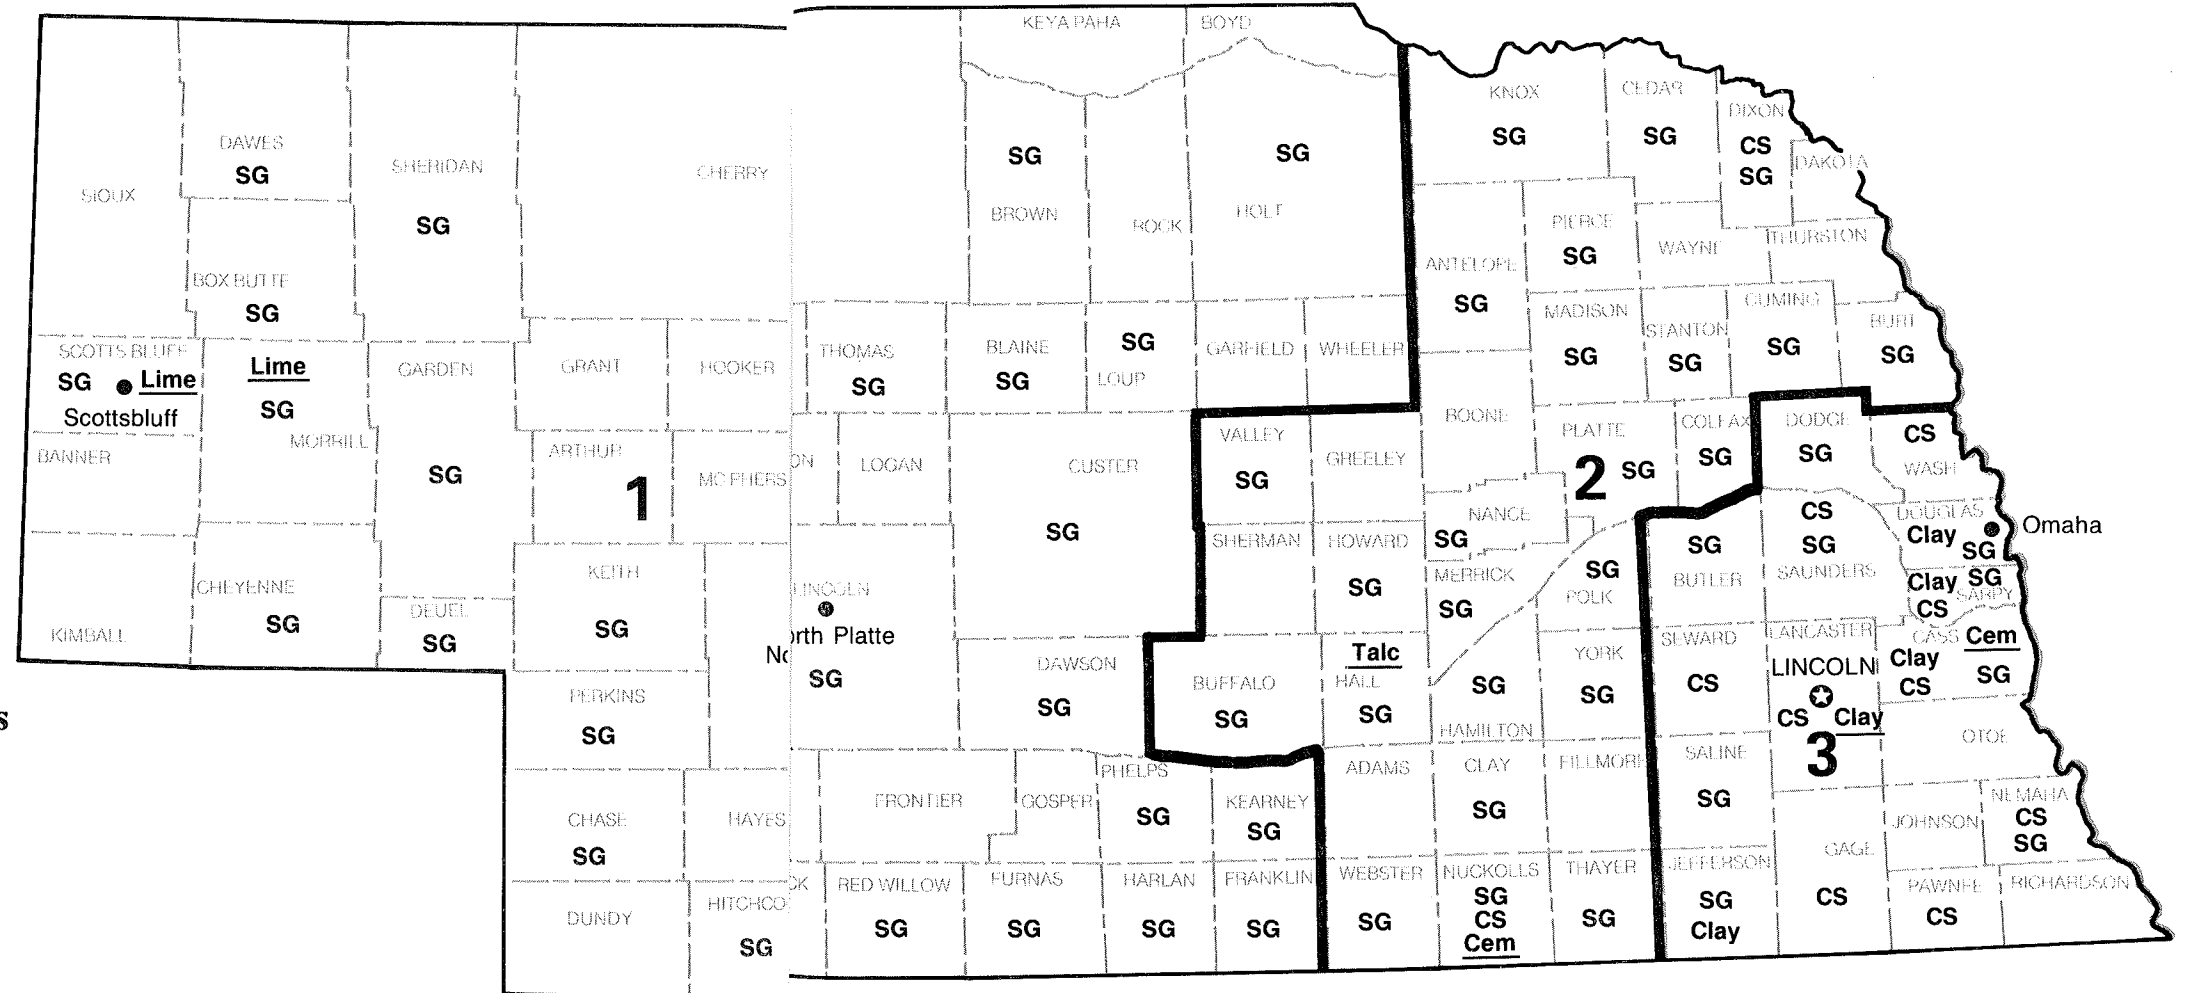 KEYA PAHA
BOYD
KNOX
SG
CEDAR
SG
DIXON
CS
SG
DAKOTA
DAWES
SG
SHERIDAN
SG
CHERRY
SIOUX
SG
BROWN
ROCK
SG
HOLT
PIERCE
SG
WAYNE
THURSTON
ANTELOPE
SG
BOX BUTTE
SG
MADISON
SG
STANTON
SG
CUMING
SG
BURT
SG
SCOTTS BLUFF
SG
Lime
Scottsbluff
Lime
SG
MORRILL
GARDEN
SG
GRANT
HOOKER
THOMAS
SG
BLAINE
SG
SG
LOUP
GARFIELD
WHEELER
BANNER
ARTHUR
1
MC PHERS
ON
LOGAN
CUSTER
SG
VALLEY
SG
GREELEY
BOONE
PLATTE
2
SG
COLFAX
SG
DODGE
SG
CS
WASH
NANCE
SG
SHERMAN
HOWARD
SG
MERRICK
SG
SG
POLK
SG
BUTLER
CS
SG
SAUNDERS
DOUGLAS
Clay
SG
Omaha
Clay
SG
SARPY
CS
KIMBALL
CHEYENNE
SG
DEUEL
SG
KEITH
SG
LINCOLN
No
orth Platte
SG
DAWSON
SG
BUFFALO
SG
Talc
HALL
SG
SG
HAMILTON
YORK
SG
SEWARD
CS
LANCASTER
LINCOLN
CS
Clay
3
CASS
Cem
Clay
CS
SG
OTOE
s
PERKINS
SG
CHASE
SG
HAYES
FRONTIER
GOSPER
PHELPS
SG
KEARNEY
SG
ADAMS
CLAY
SG
FILLMORE
SALINE
SG
NEMAHA
CS
SG
JOHNSON
GAGE
CS
DUNDY
HITCHCO
CK
SG
RED WILLOW
SG
FURNAS
SG
HARLAN
SG
FRANKLIN
SG
WEBSTER
SG
NUCKOLLS
SG
CS
Cem
THAYER
SG
JEFFERSON
SG
Clay
PAWNEE
CS
RICHARDSON